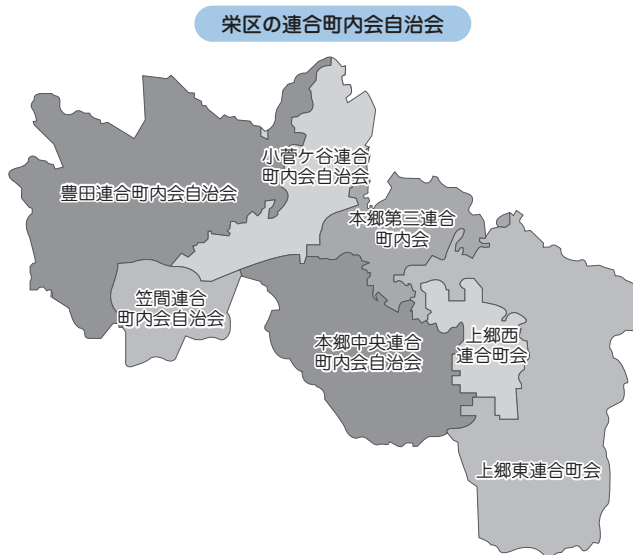 栄区の連合町内会自治会
小菅ケ谷連合
町内会自治会
豊田連合町内会自治会
本郷第三連合
町内会
笠間連合
町内会自治会
本郷中央連合
町内会自治会
上郷西
連合町会
上郷東連合町会